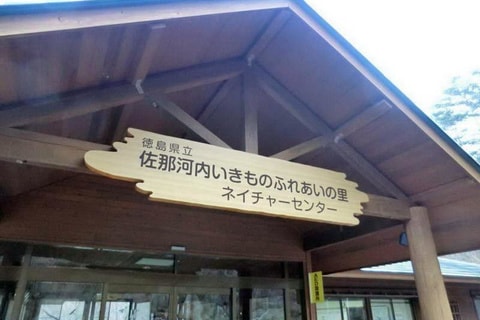 徳島県立
佐那河内いきものふれあいの里
ネイチャーセンター